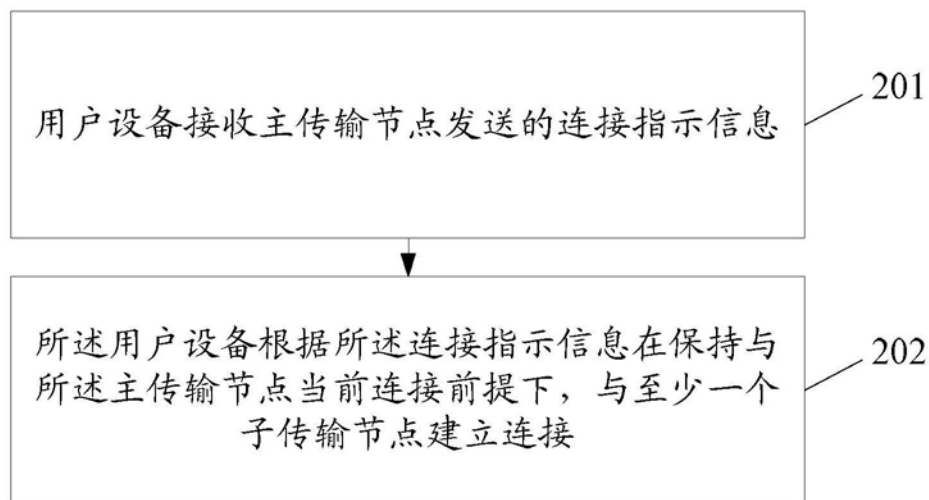 用户设备接收主传输节点发送的连接指示信息
201
所述用户设备根据所述连接指示信息在保持与
所述主传输节点当前连接前提下，与至少一个
子传输节点建立连接
202